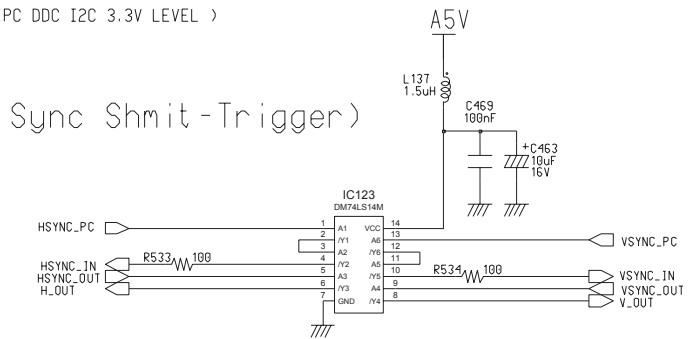 PC DDC I2C 3.3V LEVEL )
A5V
L137
1.5uH
C469
100nF
Sync Shmit-Trigger)
+C463
10uF
16V
IC123
DM74LS14M
HSYNC_PC
1 A1 VCC 14
2 /Y1 A6 13
VSYNC_PC
3 A2 /Y6 12
HSYNC_IN
R533 100
4 /Y2 A5 11
HSYNC_OUT
5 A3 /Y5 10
R534 100
VSYNC_IN
H_OUT
6 /Y3 A4 9
VSYNC_OUT
7 GND /Y4 8
V_OUT